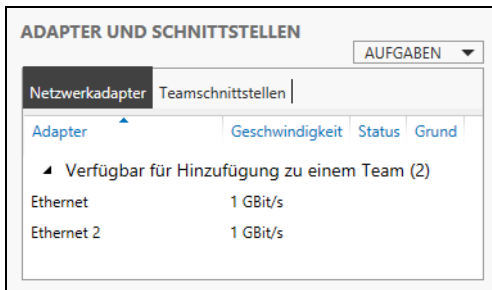 ADAPTER UND SCHNITTSTELLEN
AUFGABEN
Netzwerkadapter Teamschnittstellen
Adapter Geschwindigkeit Status Grund
Verfügbar für Hinzufügung zu einem Team (2)
Ethernet 1 GBit/s
Ethernet 2 1 GBit/s